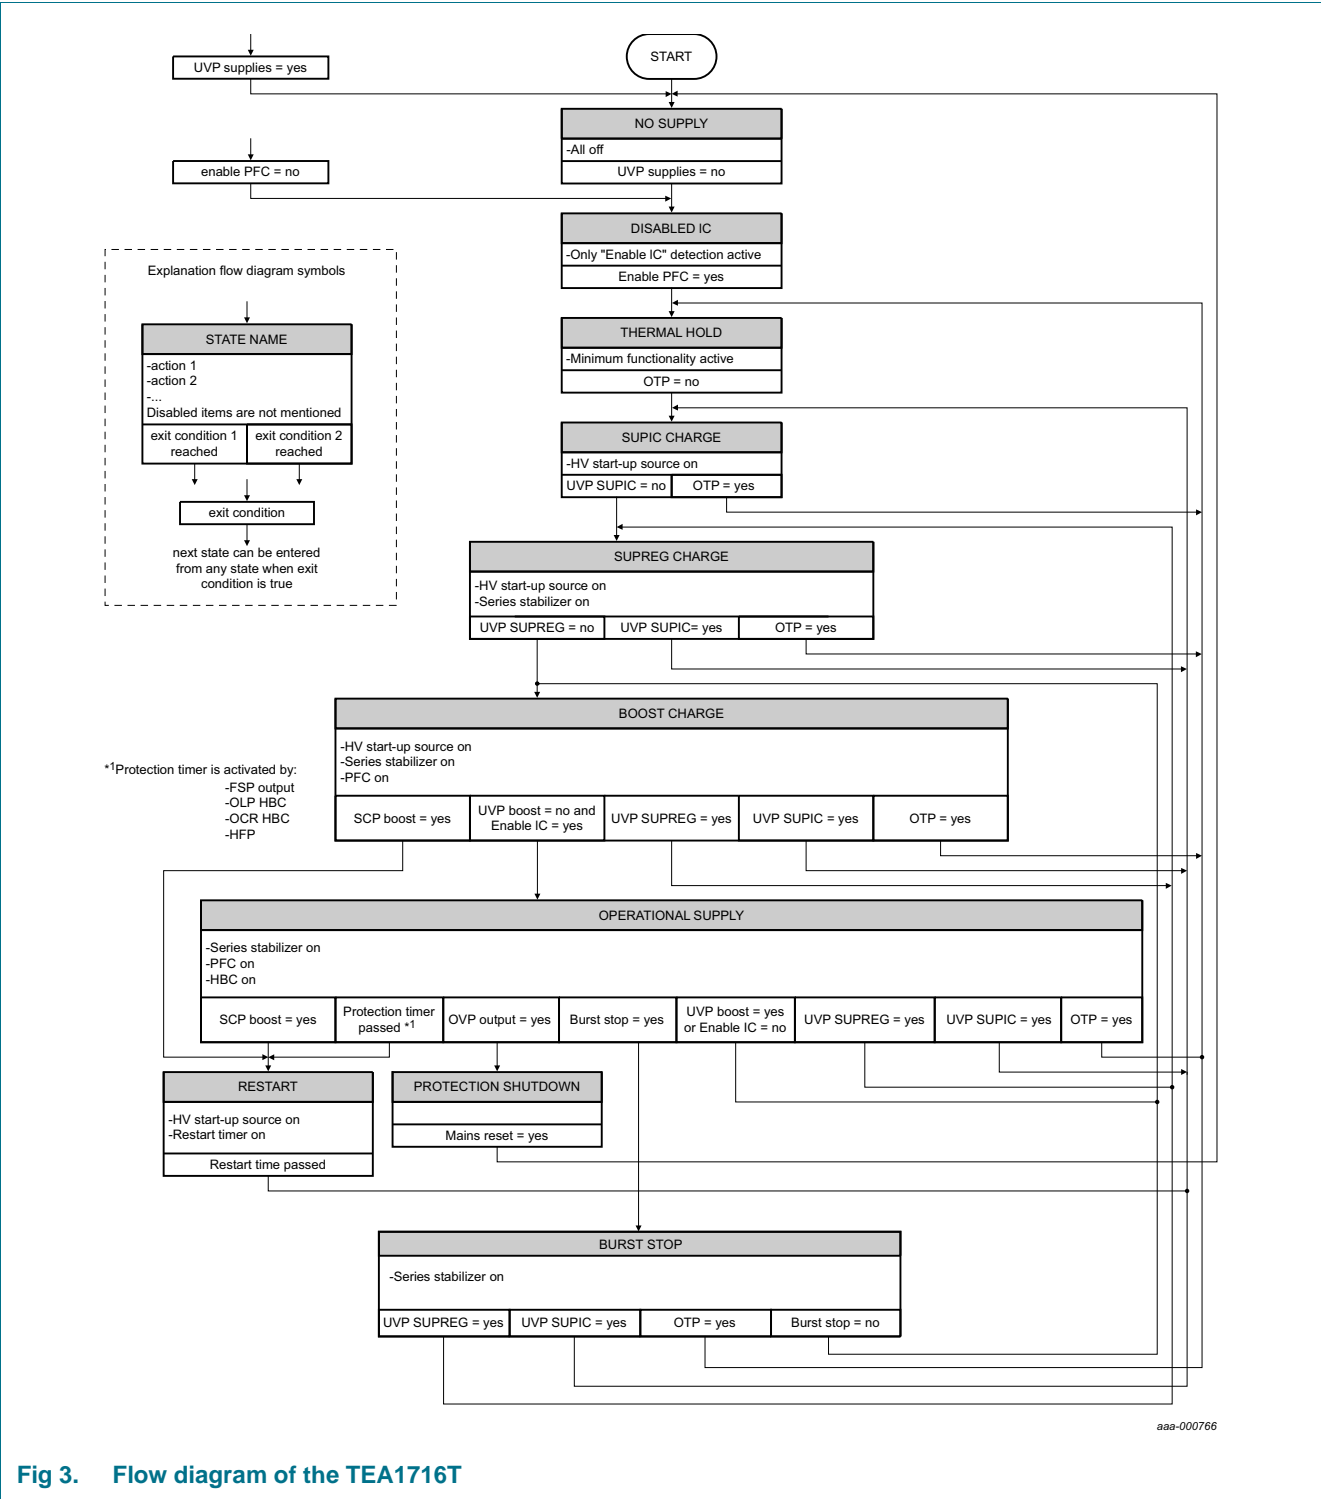 UVP supplies = yes
START
NO SUPPLY
-All off
UVP supplies = no
enable PFC = no
DISABLED IC
-Only "Enable IC" detection active
Enable PFC = yes
Explanation flow diagram symbols
STATE NAME
-action 1
-action 2
-...
Disabled items are not mentioned
exit condition 1
reached
exit condition 2
reached
exit condition
next state can be entered
from any state when exit
condition is true
THERMAL HOLD
-Minimum functionality active
OTP = no
SUPIC CHARGE
-HV start-up source on
UVP SUPIC = no
OTP = yes
SUPREG CHARGE
-HV start-up source on
-Series stabilizer on
UVP SUPREG = no
UVP SUPIC= yes
OTP = yes
BOOST CHARGE
-HV start-up source on
-Series stabilizer on
-PFC on
SCP boost = yes
UVP boost = no and
Enable IC = yes
UVP SUPREG = yes
UVP SUPIC = yes
OTP = yes
*1Protection timer is activated by:
-FSP output
-OLP HBC
-OCR HBC
-HFP
OPERATIONAL SUPPLY
-Series stabilizer on
-PFC on
-HBC on
SCP boost = yes
Protection timer
passed *1
OVP output = yes
Burst stop = yes
UVP boost = yes
or Enable IC = no
UVP SUPREG = yes
UVP SUPIC = yes
OTP = yes
RESTART
-HV start-up source on
-Restart timer on
Restart time passed
PROTECTION SHUTDOWN
Mains reset = yes
BURST STOP
-Series stabilizer on
UVP SUPREG = yes
UVP SUPIC = yes
OTP = yes
Burst stop = no
aaa-000766
Fig 3. Flow diagram of the TEA1716T